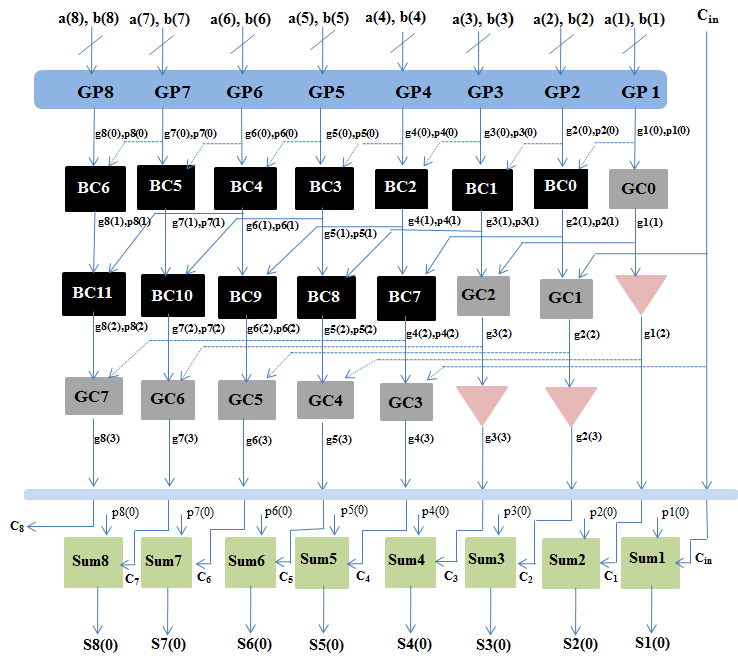 a(8), b(8) a(7), b(7) a(6), b(6) a(5), b(5) a(4), b(4) a(3), b(3) a(2), b(2) a(1), b(1) Cin
GP8 GP7 GP6 GP5 GP4 GP3 GP2 GP 1
g8(0),p8(0) g7(0),p7(0) g6(0),p6(0) g5(0),p5(0) g4(0),p4(0) g3(0),p3(0) g2(0),p2(0) g1(0),p1(0)
BC6 BC5 BC4 BC3 BC2 BC1 BC0 GC0
g8(1),p8(1) g7(1),p7(1) g6(1),p6(1) g5(1),p5(1) g4(1),p4(1) g3(1),p3(1) g2(1),p2(1) g1(1)
BC11 BC10 BC9 BC8 BC7 GC2 GC1
g8(2),p8(2) g7(2),p7(2) g6(2),p6(2) g5(2),p5(2) g4(2),p4(2) g3(2) g2(2) g1(2)
GC7 GC6 GC5 GC4 GC3
g8(3) g7(3) g6(3) g5(3) g4(3) g3(3) g2(3)
C8 p8(0) p7(0) p6(0) p5(0) p4(0) p3(0) p2(0) p1(0)
Sum8 Sum7 Sum6 Sum5 Sum4 Sum3 Sum2 Sum1
C7 C6 C5 C4 C3 C2 C1 Cin
S8(0) S7(0) S6(0) S5(0) S4(0) S3(0) S2(0) S1(0)